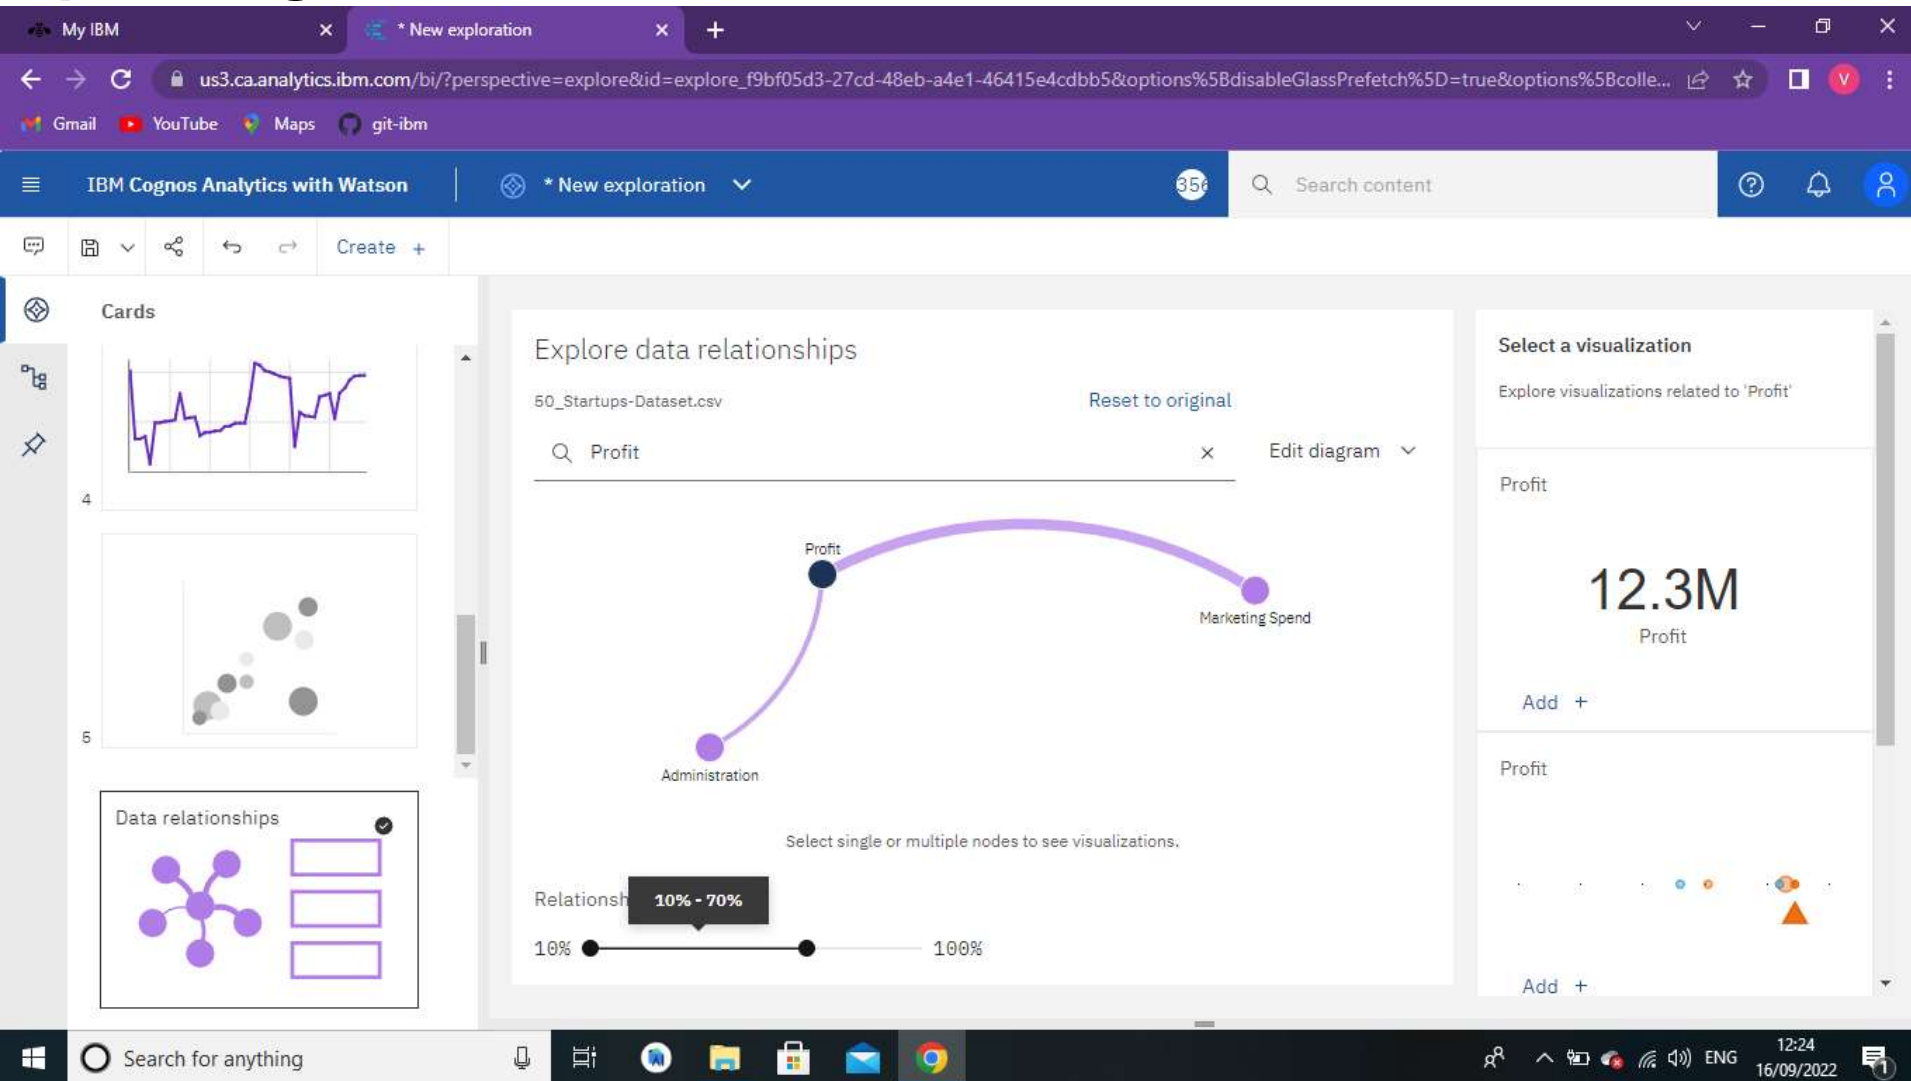 My IBM
* New exploration
us3.ca.analytics.ibm.com/bi/?perspective=explore&id=explore_f9bf05d3-27cd-48eb-a4e1-46415e4cdbb5&options%5BdisableGlassPrefetch%5D=true&options%5Bcolle...
V
Gmail YouTube Maps git-ibm
IBM Cognos Analytics with Watson
* New exploration
356
Search content
Create +
Cards
4
5
Data relationships
Explore data relationships
50_Startups-Dataset.csv
Reset to original
Profit
Edit diagram
Profit
Marketing Spend
Administration
Select single or multiple nodes to see visualizations.
Relationsh
10% - 70%
10%
100%
Select a visualization
Explore visualizations related to 'Profit'
Profit
12.3M
Profit
Add +
Profit
Add +
Search for anything
ENG
12:24
16/09/2022
1